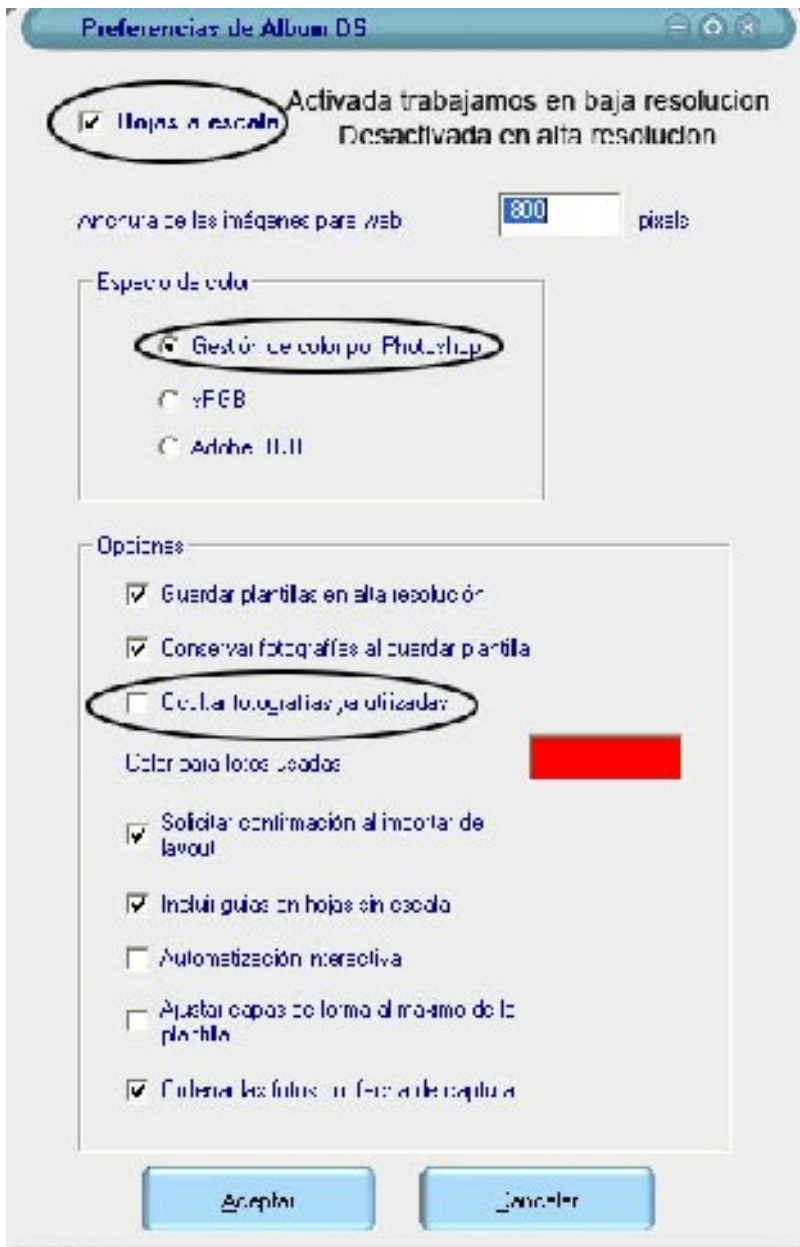 Preferencias de Album DS
Hojas a escala
Activada trabajamos en baja resolucion
Desactivada en alta resolucion
Anchura de las imágenes para web
800
pixels
Espacio de color
Gestión de color por Photoshop
sRGB
Adobe RGB
Opciones
Guardar plantillas en alta resolución
Conservar fotografías al guardar plantilla
Ocultar fotografías ya utilizadas
Color para fotos usadas
Solicitar confirmación al importar de
layout
Incluir guias en hojas sin escala
Automatización interactiva
Ajustar capas de forma al máximo de la
plantilla
Ordenar las fotos por fecha de captura
Aceptar
Cancelar